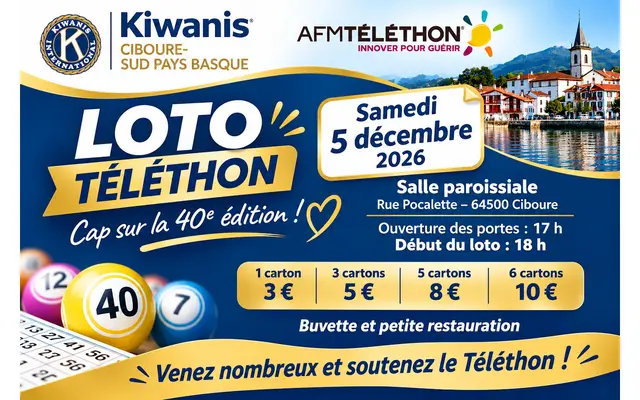 KIWANIS
K
INTERNATIONAL
Kiwanis®
CIBOURE-
SUD PAYS BASQUE
AFMTÉLÉTHON
INNOVER POUR GUÉRIR
LOTO
TÉLÉTHON
Cap sur la 40e édition !
Samedi
5 décembre
2026
Salle paroissiale
Rue Pocalette – 64500 Ciboure
Ouverture des portes : 17 h
Début du loto : 18 h
1 carton
3 €
3 cartons
5 €
5 cartons
8 €
6 cartons
10 €
12
40
7
Buvette et petite restauration
Venez nombreux et soutenez le Téléthon !